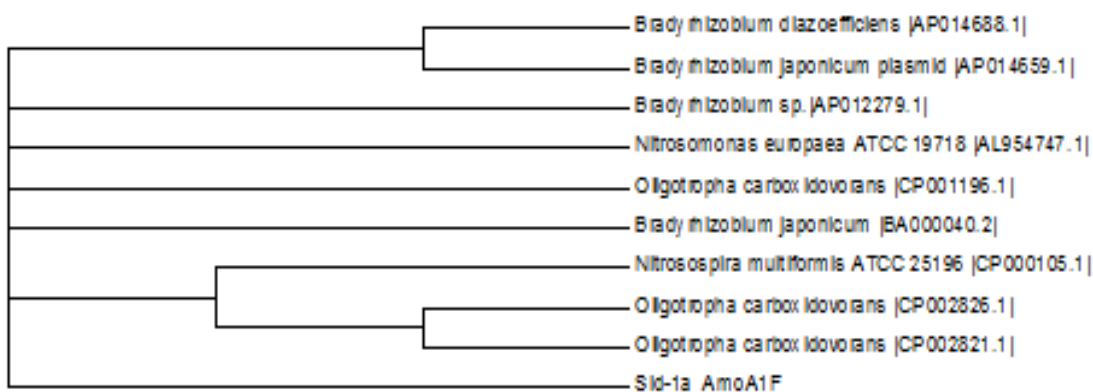 Bradyrhizobium diazoefficiens |AP014688.1|
Bradyrhizobium japonicum plasmid |AP014659.1|
Bradyrhizobium sp. |AP012279.1|
Nitrosomonas europaea ATCC 19718 |AL954747.1|
Oligotropha carboxidovorans |CP001196.1|
Bradyrhizobium japonicum |BA000040.2|
Nitrosospira multiformis ATCC 25196 |CP000105.1|
Oligotropha carboxidovorans |CP002826.1|
Oligotropha carboxidovorans |CP002821.1|
Sid-1a AmoA1F